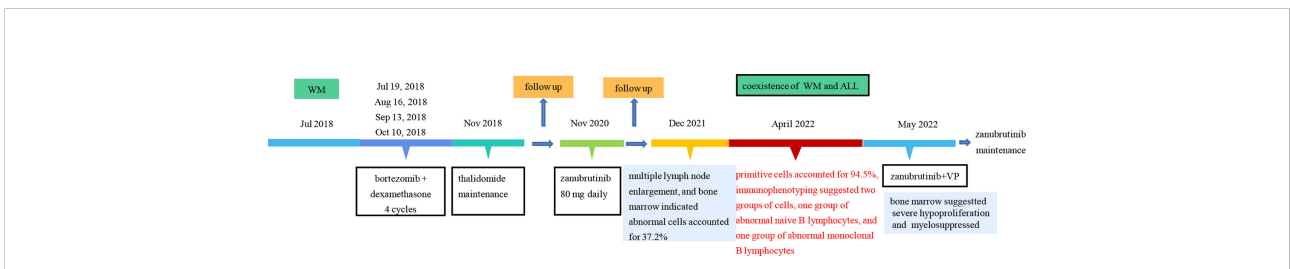 WM
Jul 2018
Jul 19, 2018
Aug 16, 2018
Sep 13, 2018
Oct 10, 2018
bortezomib +
dexamethasone
4 cycles
Nov 2018
thalidomide
maintenance
follow up
Nov 2020
zanubrutinib
80 mg daily
follow up
Dec 2021
multiple lymph node
enlargement, and bone
marrow indicated
abnormal cells accounted
for 37.2%
coexistence of WM and ALL
April 2022
primitive cells accounted for 94.5%,
immunophenotyping suggested two
groups of cells, one group of
abnormal naive B lymphocytes, and
one group of abnormal monoclonal
B lymphocytes
May 2022
zanubrutinib+VP
bone marrow suggestted
severe hypoproliferation
and myelosuppressed
zanubrutinib
maintenance